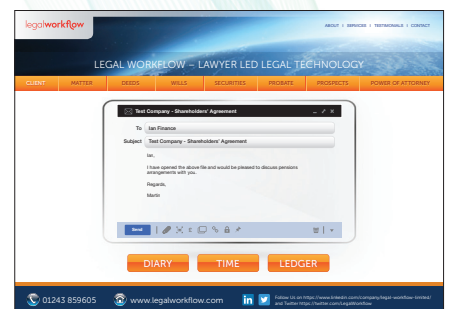 legalworkflow
ABOUT | SERVICES | TESTIMONIALS | CONTACT
LEGAL WORKFLOW – LAWYER LED LEGAL TECHNOLOGY
CLIENT MATTER DEEDS WILLS SECURITIES PROBATE PROSPECTS POWER OF ATTORNEY
Test Company - Shareholders' Agreement
To Ian Finance
Subject Test Company - Shareholders' Agreement
Ian,
I have opened the above file and would be pleased to discuss pensions
arrangements with you.
Regards,
Send
DIARY TIME LEDGER
01243 859605 www.legalworkflow.com in Follow Us on https://www.linkedin.com/company/legal-workflow-limited/
and Twitter https://twitter.com/LegalWorkflow